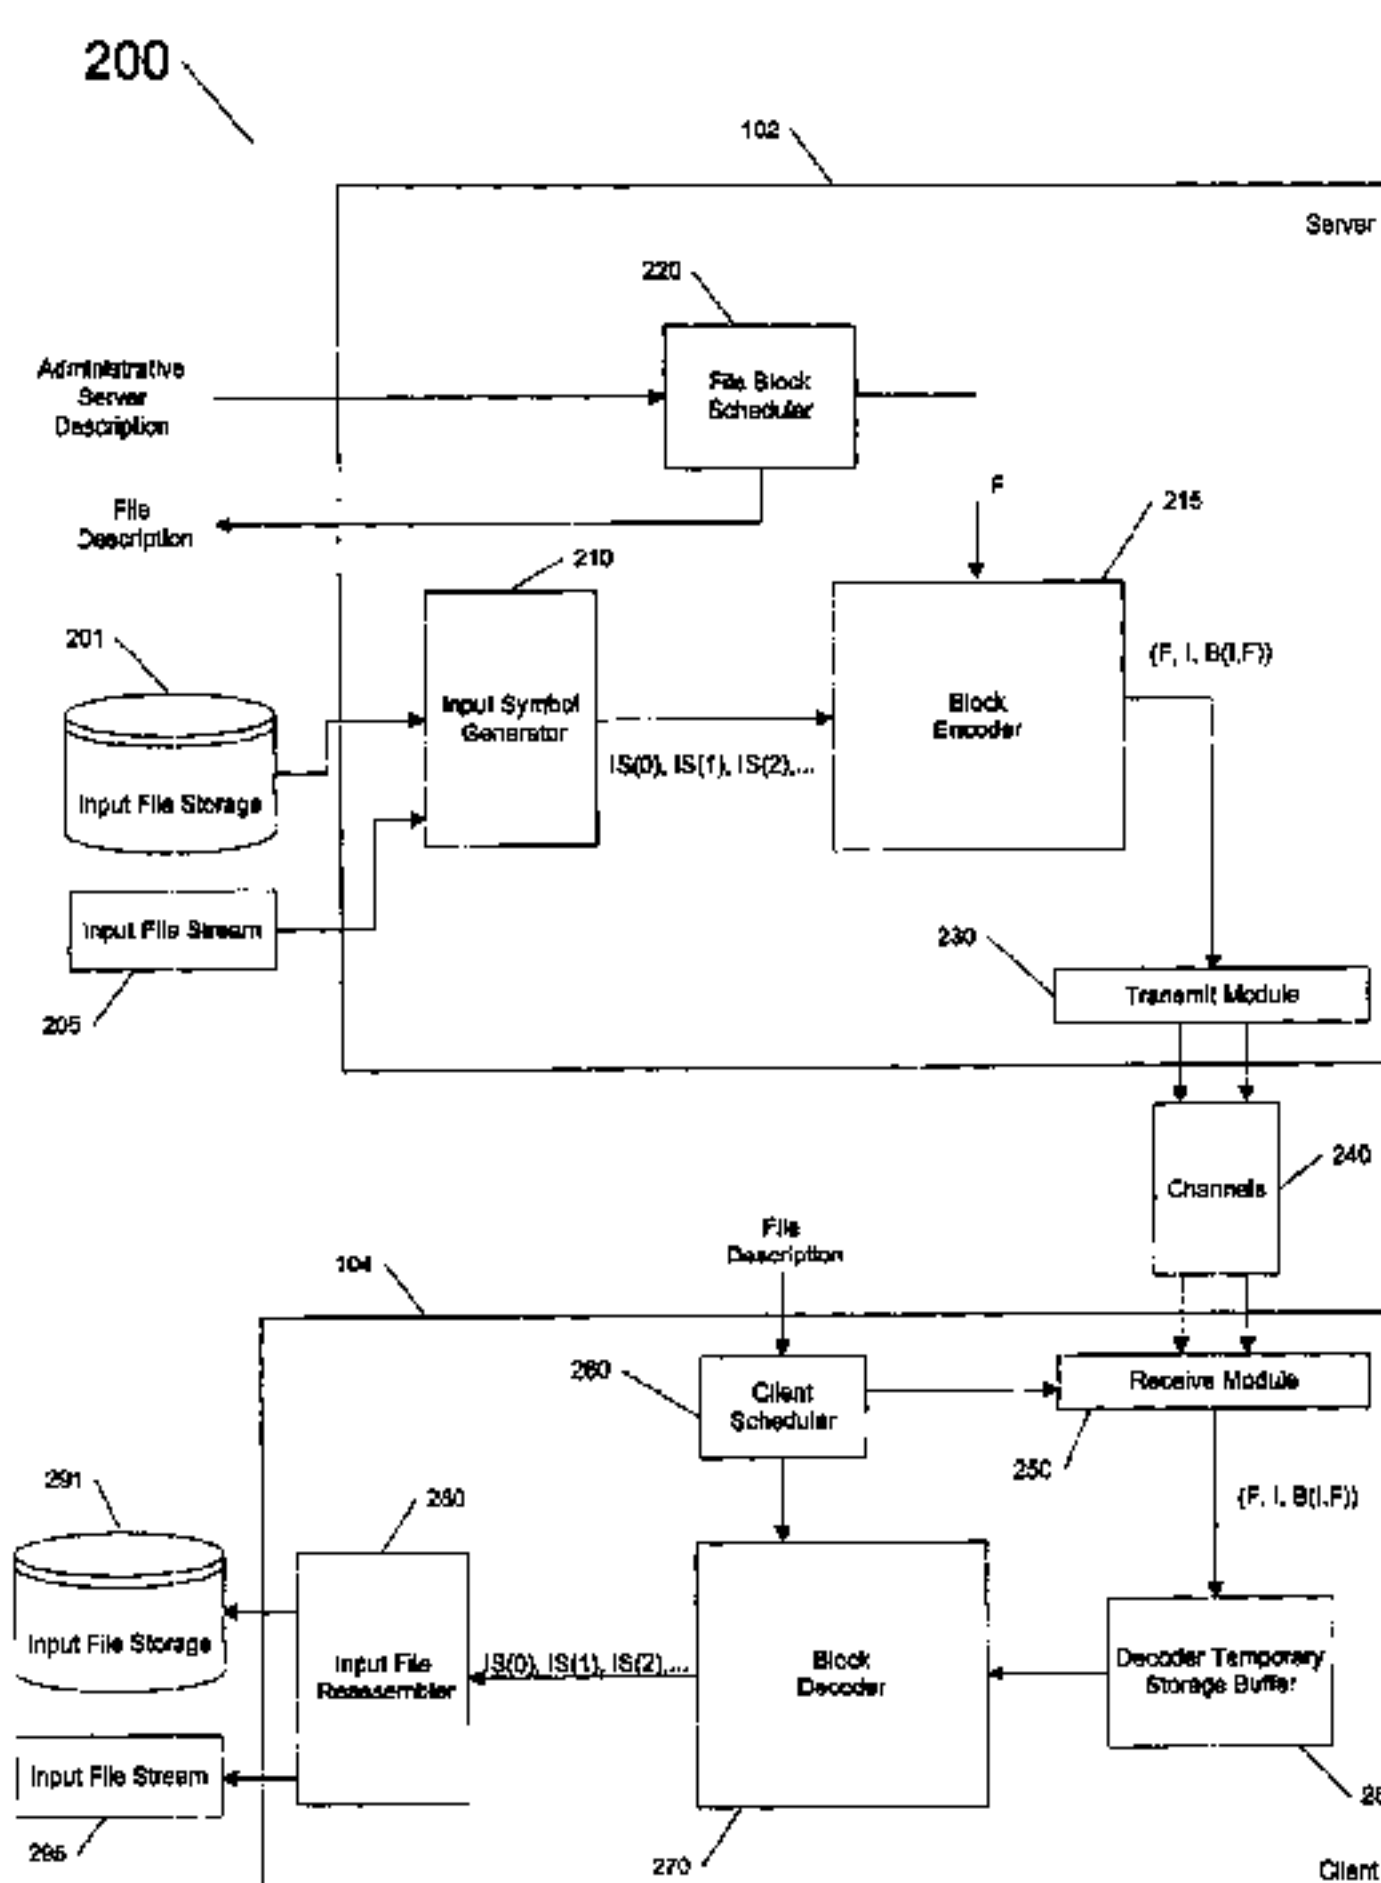 200
102
Server
220
Administrative
Server
Description
File Block
Scheduler
File
Description
F
215
210
201
(F, I, B(I,F))
Input Symbol
Generator
Block
Encoder
IS(0), IS(1), IS(2),...
Input File Storage
Input File Stream
230
Transmit Module
205
240
Channels
File
Description
104
260
Client
Scheduler
Receive Module
250
291
280
(F, I, B(I,F))
Input File Storage
Input File
Reassembler
IS(0), IS(1), IS(2),...
Block
Decoder
Decoder Temporary
Storage Buffer
Input File Stream
295
270
Client